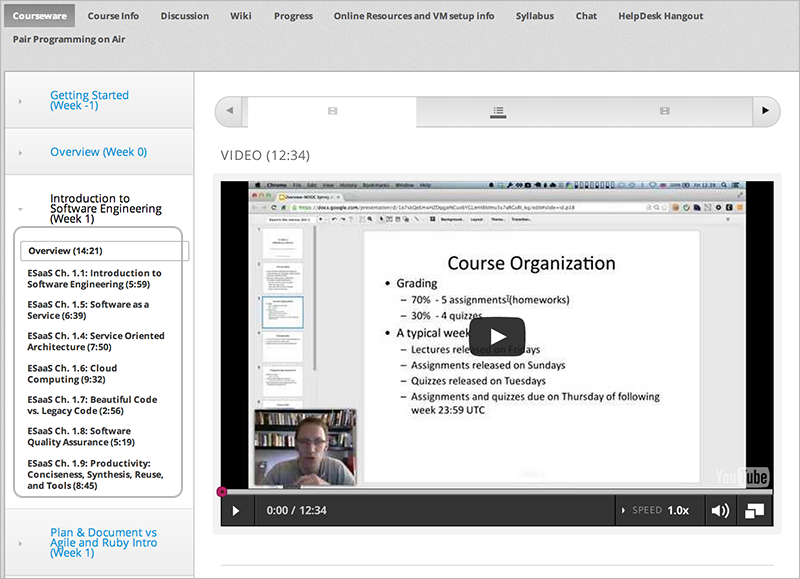 Courseware Course Info Discussion Wiki Progress Online Resources and VM setup info Syllabus Chat HelpDesk Hangout
Pair Programming on Air
Getting Started
(Week -1)
Overview (Week 0)
Introduction to
Software Engineering
(Week 1)
Overview (14:21)
ESaaS Ch. 1.1: Introduction to
Software Engineering (5:59)
ESaaS Ch. 1.5: Software as a
Service (6:39)
ESaaS Ch. 1.4: Service Oriented
Architecture (7:50)
ESaaS Ch. 1.6: Cloud
Computing (9:32)
ESaaS Ch. 1.7: Beautiful Code
vs. Legacy Code (2:56)
ESaaS Ch. 1.8: Software
Quality Assurance (5:19)
ESaaS Ch. 1.9: Productivity:
Conciseness, Synthesis, Reuse,
and Tools (8:45)
Plan & Document vs
Agile and Ruby Intro
(Week 1)
VIDEO (12:34)
Chrome File Edit View History Bookmarks Window Help
Course Organization
• Grading
– 70% - 5 assignments (homeworks)
– 30% - 4 quizzes
• A typical week
– Lectures released on Fridays
– Assignments released on Sundays
– Quizzes released on Tuesdays
– Assignments and quizzes due on Thursday of following
week 23:59 UTC
YouTube
0:00 / 12:34 SPEED 1.0x